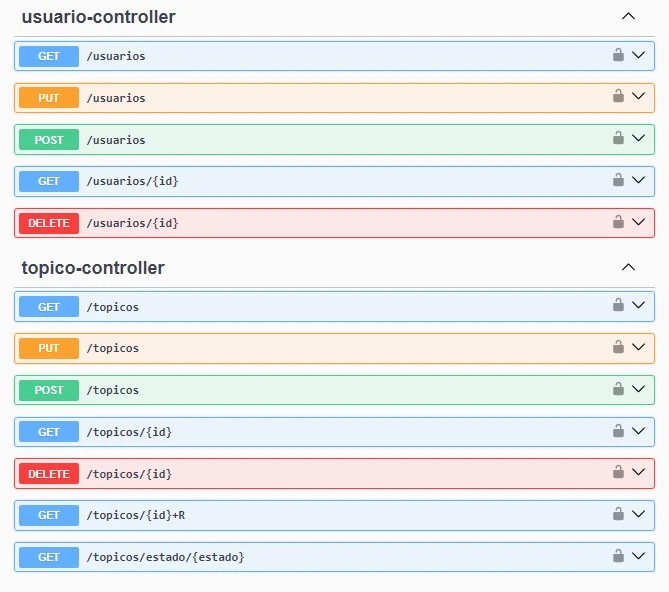 usuario-controller
GET /usuarios
PUT /usuarios
POST /usuarios
GET /usuarios/{id}
DELETE /usuarios/{id}
topico-controller
GET /topicos
PUT /topicos
POST /topicos
GET /topicos/{id}
DELETE /topicos/{id}
GET /topicos/{id}+R
GET /topicos/estado/{estado}